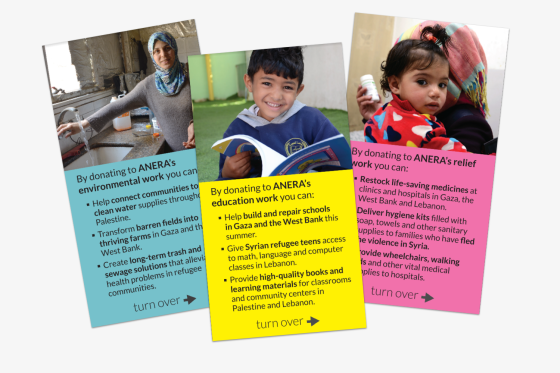 By donating to ANERA's
environmental work you can:
Help connect communities to
clean water supplies through
Palestine.
Transform barren fields into
thriving farms in Gaza and the
West Bank.
Create long-term trash and
sewage solutions that allevi
health problems in refugee
communities.
turn over
By donating to ANERA's
education work you can:
Help build and repair schools
in Gaza and the West Bank this
summer.
Give Syrian refugee teens access
to math, language and computer
classes in Lebanon.
Provide high-quality books and
learning materials for classrooms
and community centers in
Palestine and Lebanon.
turn over
By donating to ANERA's relief
work you can:
Restock life-saving medicines at
clinics and hospitals in Gaza, the
West Bank and Lebanon.
Deliver hygiene kits filled with
soap, towels and other sanitary
supplies to families who have fled
the violence in Syria.
ovide wheelchairs, walking
and other vital medical
plies to hospitals.
turn over